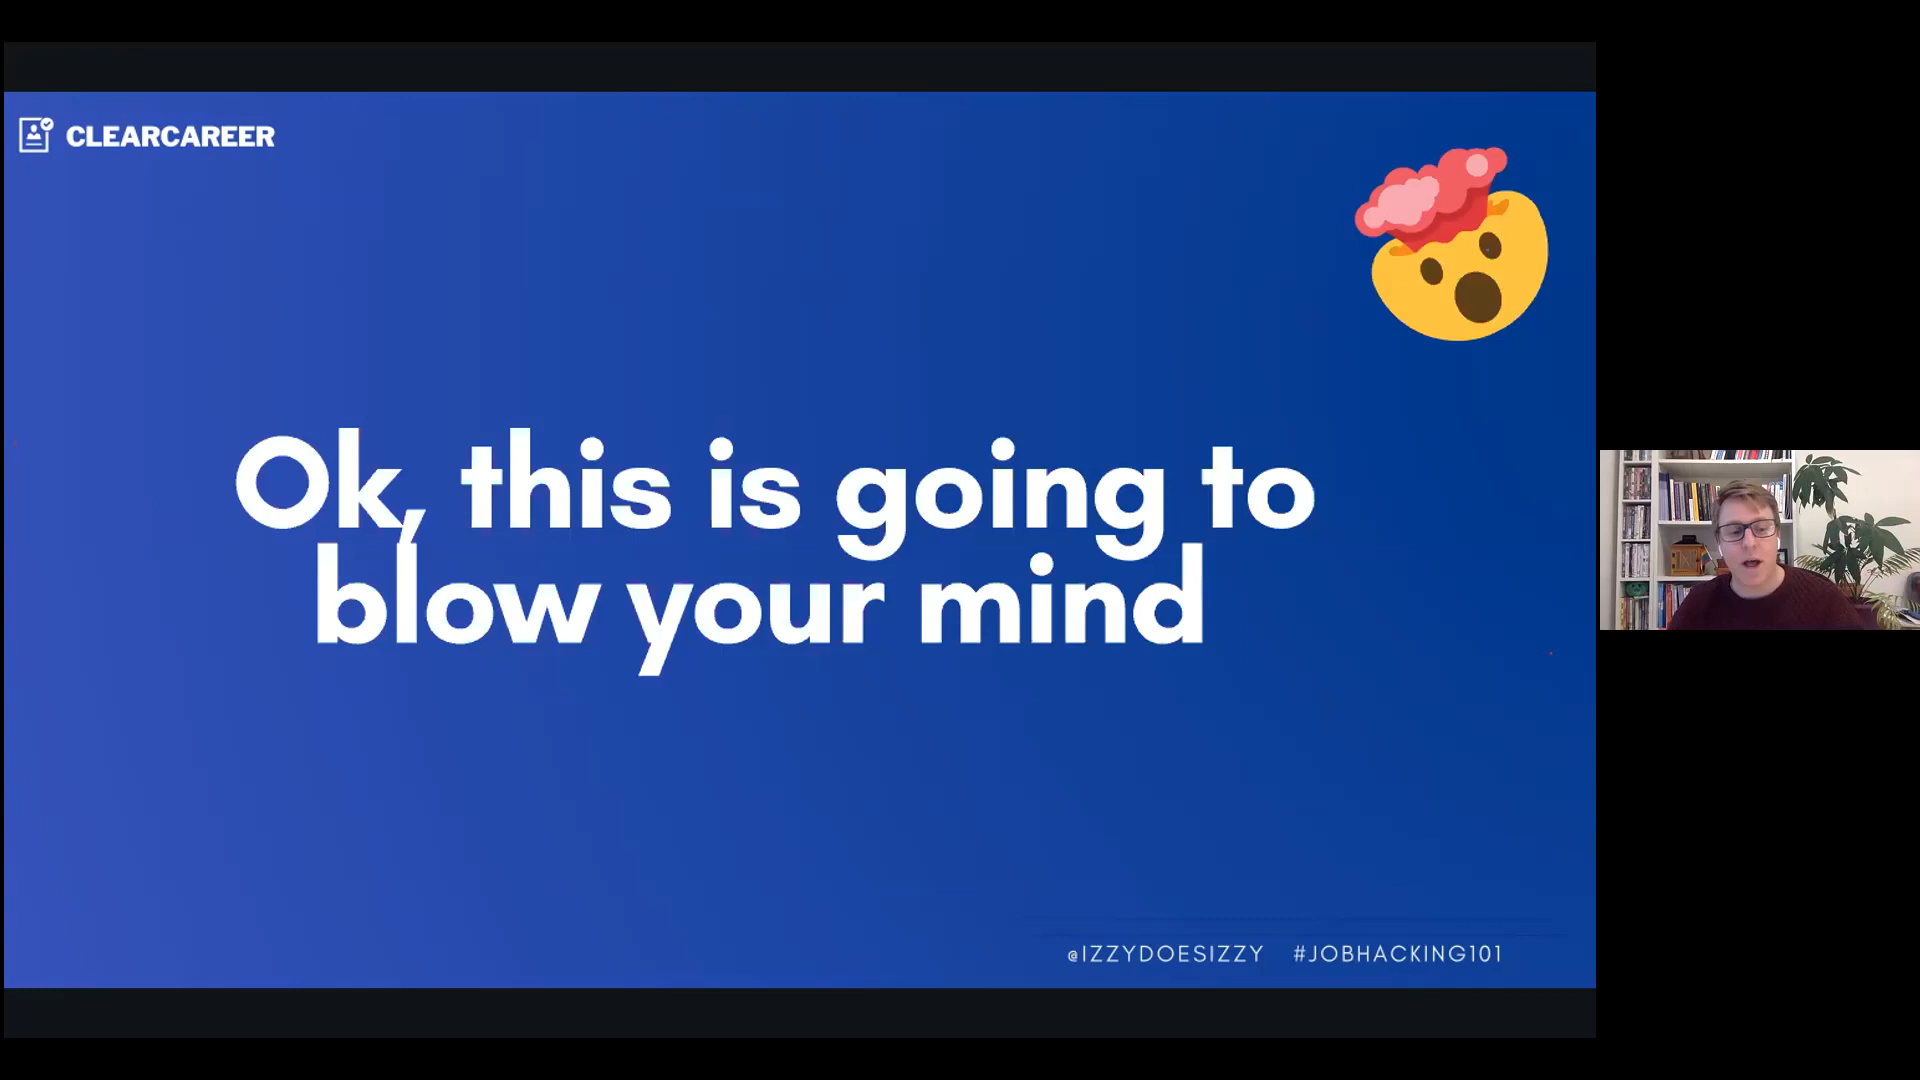 CLEARCAREER
Ok, this is going to
blow your mind
@IZZYDOESIZZY #JOBHACKING101